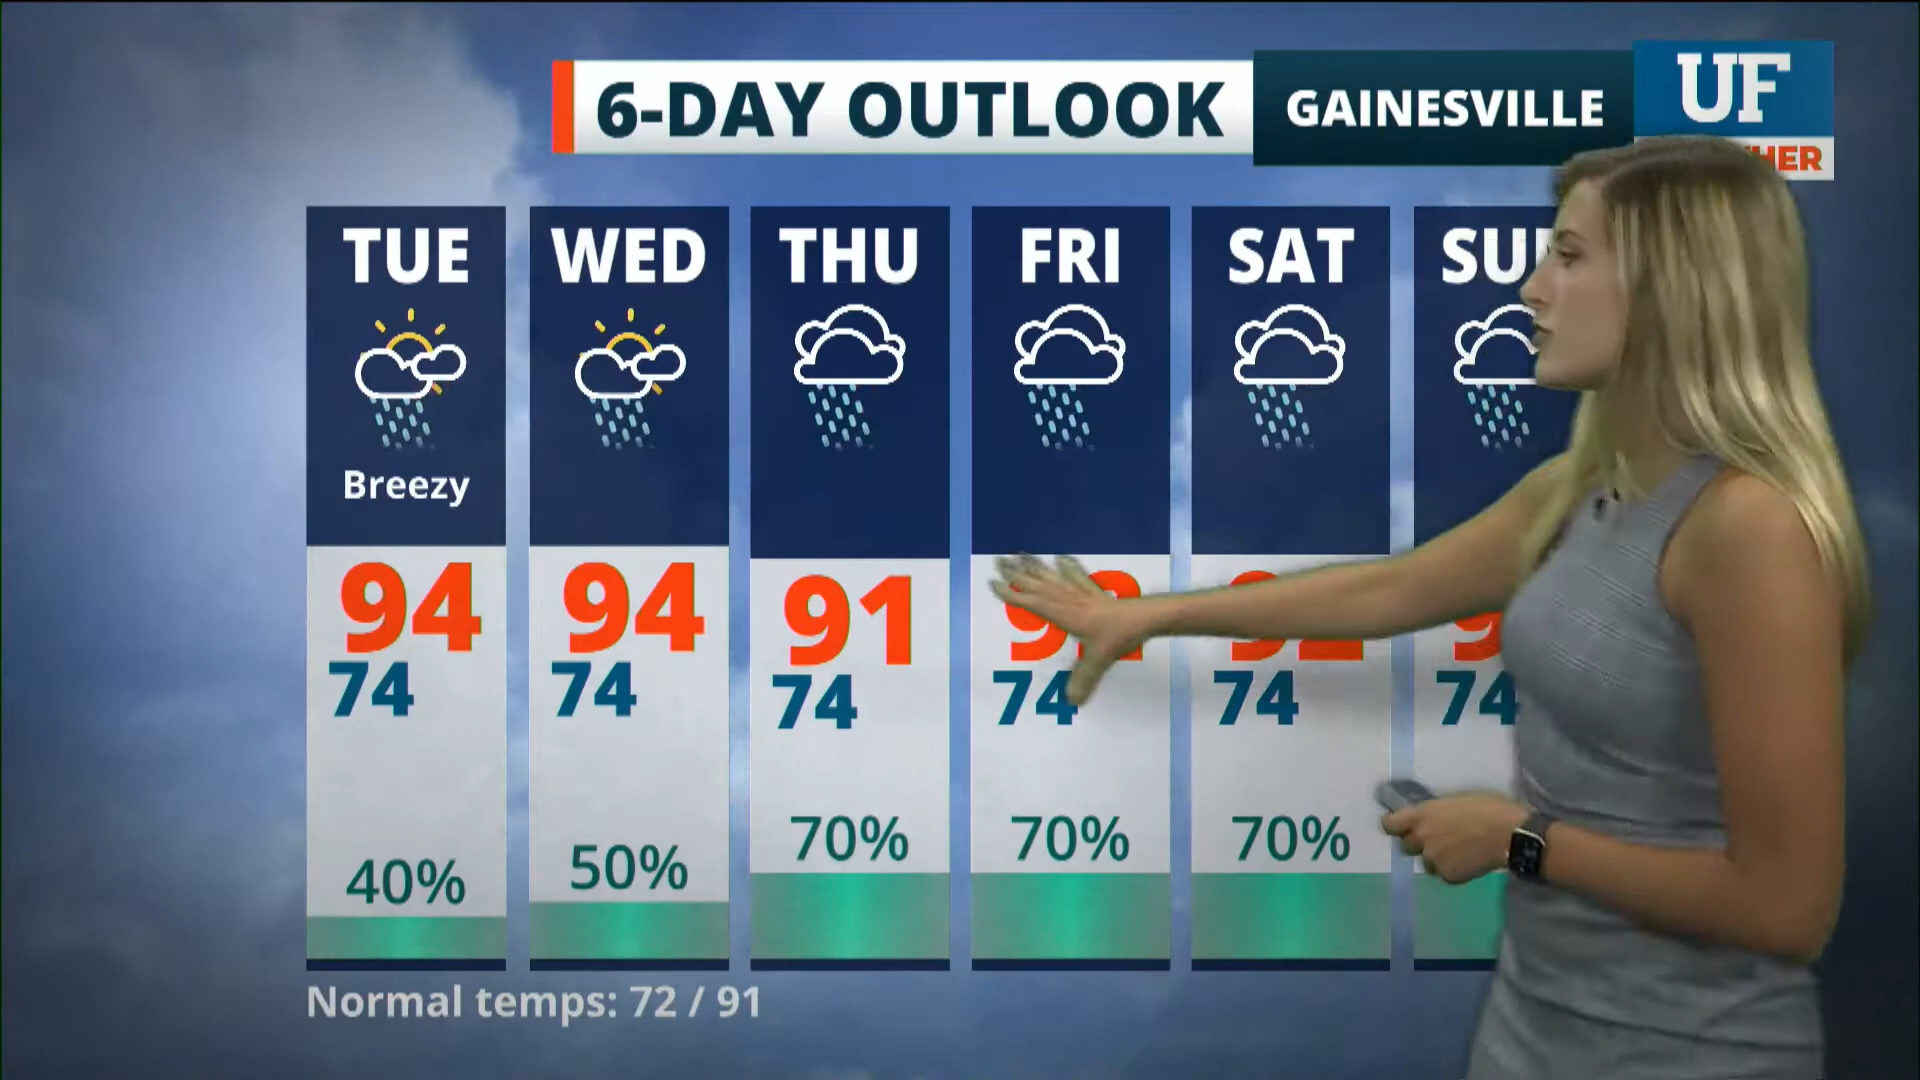 6-DAY OUTLOOK
GAINESVILLE
UF
TUE
WED
THU
FRI
SAT
Breezy
94
94
91
92
74
74
74
74
74
74
40%
50%
70%
70%
70%
Normal temps: 72 / 91